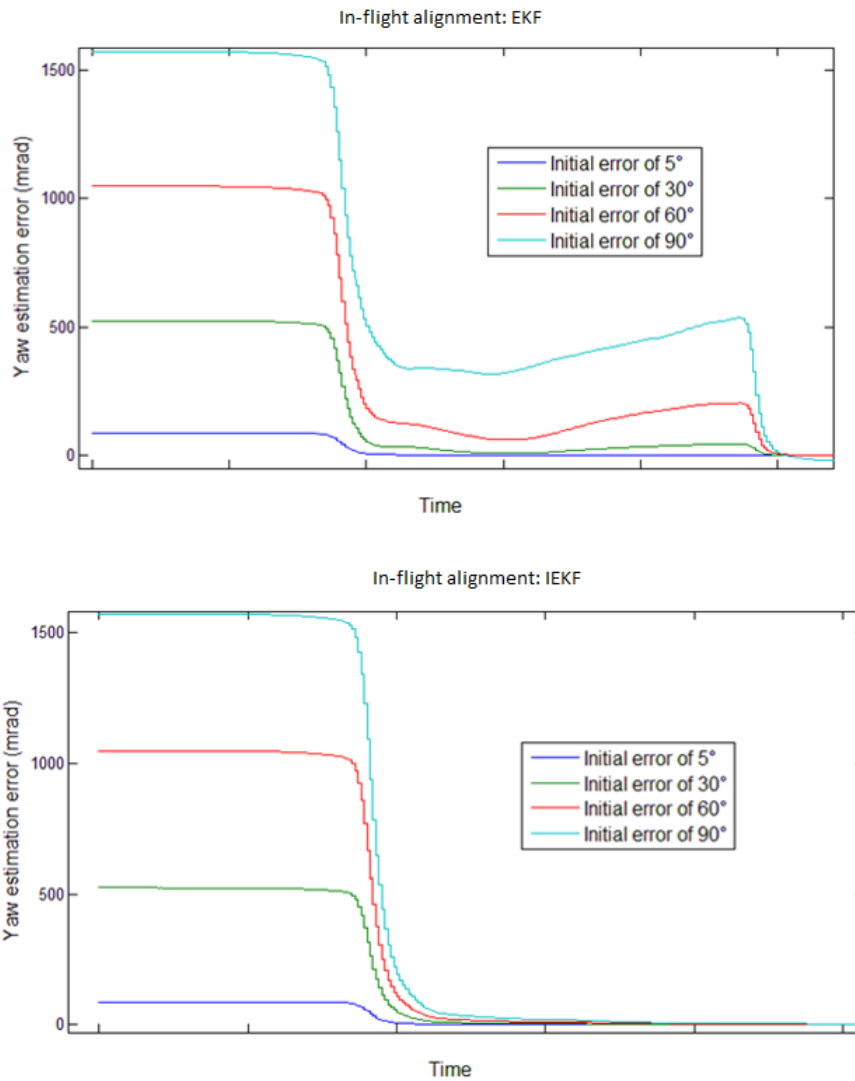 In-flight alignment: EKF
1500
1000
500
0
Yaw estimation error (mrad)
Initial error of 5°
Initial error of 30°
Initial error of 60°
Initial error of 90°
Time
In-flight alignment: IEKF
1500
1000
500
0
Yaw estimation error (mrad)
Initial error of 5°
Initial error of 30°
Initial error of 60°
Initial error of 90°
Time